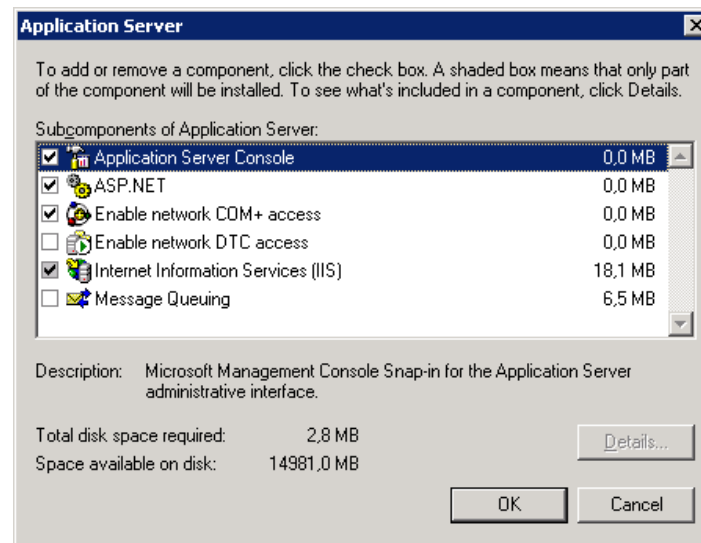 Application Server
To add or remove a component, click the check box. A shaded box means that only part
of the component will be installed. To see what's included in a component, click Details.
Subcomponents of Application Server:
Application Server Console 0,0 MB
ASP.NET 0,0 MB
Enable network COM+ access 0,0 MB
Enable network DTC access 0,0 MB
Internet Information Services (IIS) 18,1 MB
Message Queuing 6,5 MB
Description: Microsoft Management Console Snap-in for the Application Server
administrative interface.
Total disk space required: 2,8 MB
Details...
Space available on disk: 14981,0 MB
OK Cancel